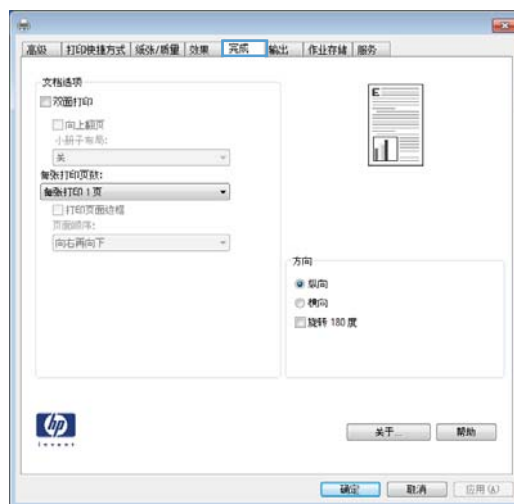 高级 打印快捷方式 纸张/质量 效果 完成 输出 作业存储 服务
文档选项
双面打印
向上翻页
小册子布局:
关
每张打印页数:
每张打印 1 页
打印页面边框
页面顺序:
向右再向下
E
方向
纵向
横向
旋转 180 度
hp
invent
关于... 帮助
确定 取消 应用 (A)